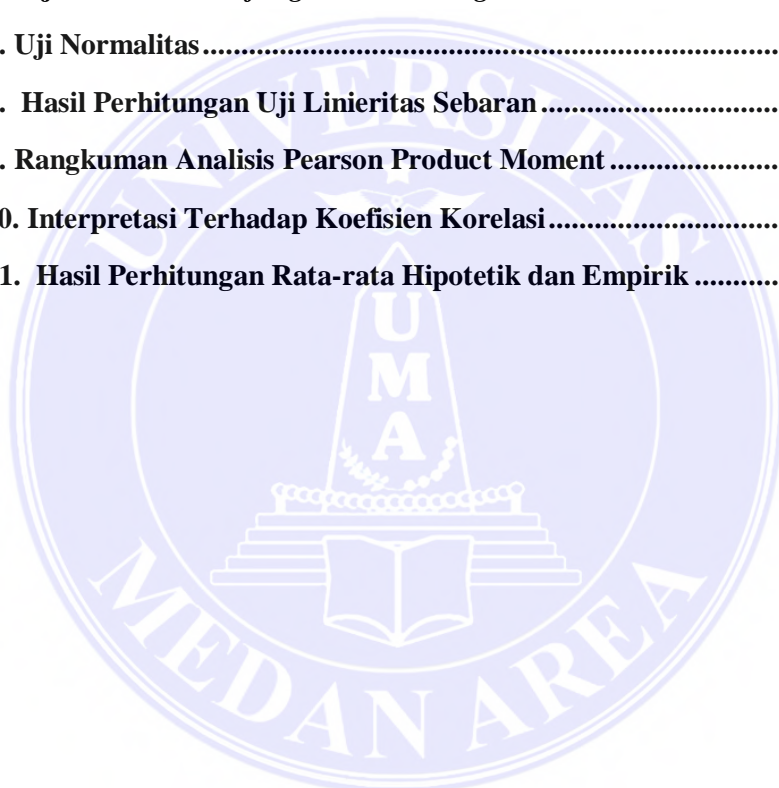 . Uji Normalitas..........................................................................
. Hasil Perhitungan Uji Linieritas Sebaran...............................
. Rangkuman Analisis Pearson Product Moment......................
0. Interpretasi Terhadap Koefisien Korelasi..............................
1. Hasil Perhitungan Rata-rata Hipotetik dan Empirik...........
UNIVERSITAS
U
M
A
MEDAN AREA